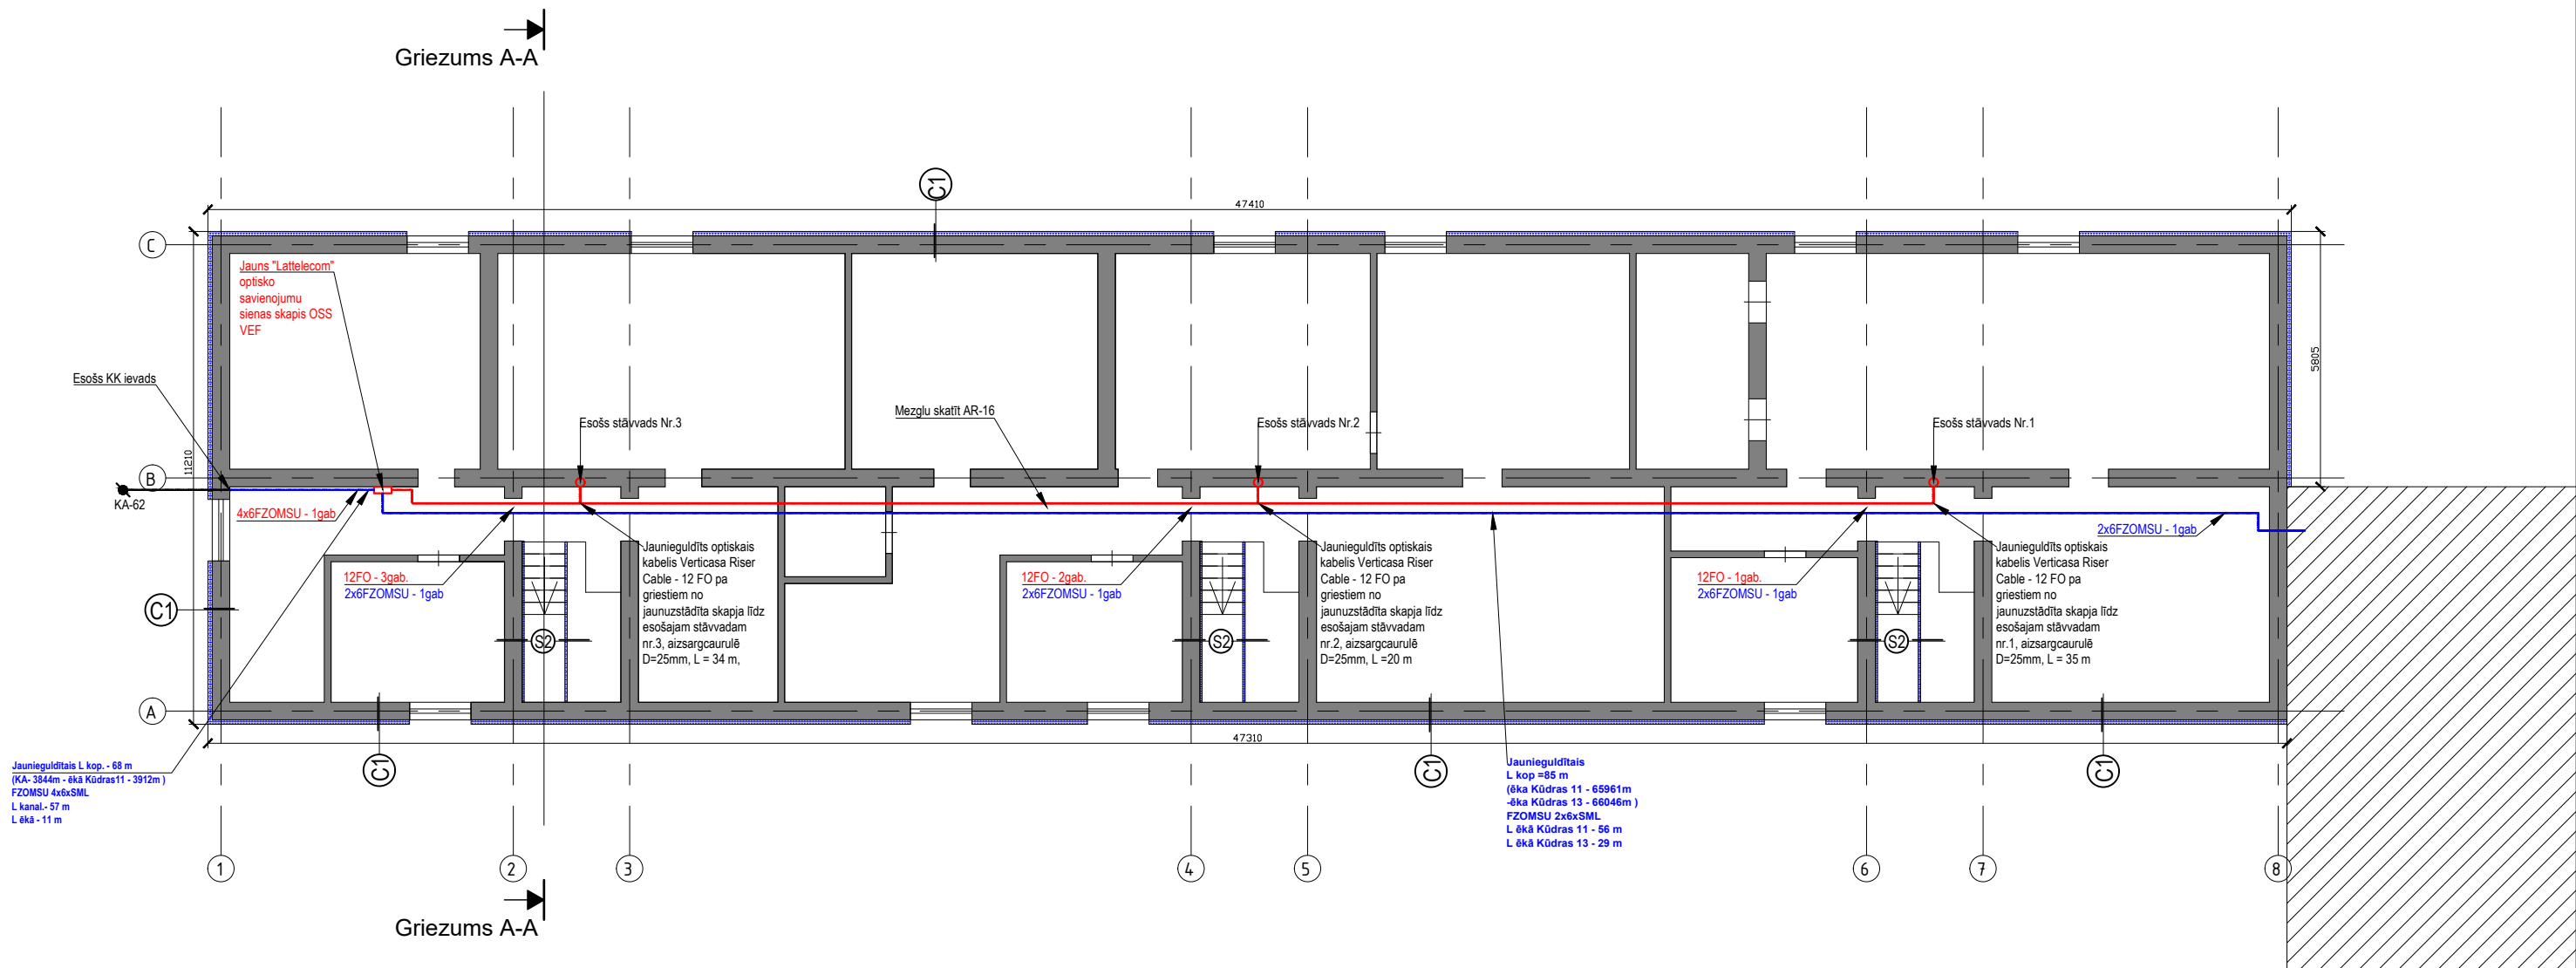 Griezums A-A
C1
47410
C
Jauns "Lattelecom"
optisko
savienojumu
sienas skapis OSS
VEF
5805
Esošs KK ievads
Esošs stāvvads Nr.3
Mezglu skatīt AR-16
Esošs stāvvads Nr.2
Esošs stāvvads Nr.1
11210
B
KA-62
4x6FZOMSU - 1gab
2x6FZOMSU - 1gab
12FO - 3gab.
2x6FZOMSU - 1gab
Jaunieguldīts optiskais
kabelis Verticasa Riser
Cable - 12 FO pa
griestiem no
jaunuzstādīta skapja līdz
esošajam stāvvadam
nr.3, aizsargcaurulē
D=25mm, L = 34 m,
12FO - 2gab.
2x6FZOMSU - 1gab
Jaunieguldīts optiskais
kabelis Verticasa Riser
Cable - 12 FO pa
griestiem no
jaunuzstādīta skapja līdz
esošajam stāvvadam
nr.2, aizsargcaurulē
D=25mm, L =20 m
12FO - 1gab.
2x6FZOMSU - 1gab
Jaunieguldīts optiskais
kabelis Verticasa Riser
Cable - 12 FO pa
griestiem no
jaunuzstādīta skapja līdz
esošajam stāvvadam
nr.1, aizsargcaurulē
D=25mm, L = 35 m
C1
S2
S2
S2
A
47310
C1
C1
C1
Jaunieguldītais L kop. - 68 m
(KA- 3844m - ēkā Kūdras11 - 3912m )
FZOMSU 4x6xSML
L kanal.- 57 m
L ēkā - 11 m
Jaunieguldītais
L kop =85 m
(ēka Kūdras 11 - 65961m
-ēka Kūdras 13 - 66046m )
FZOMSU 2x6xSML
L ēkā Kūdras 11 - 56 m
L ēkā Kūdras 13 - 29 m
1
2
3
4
5
6
7
8
Griezums A-A